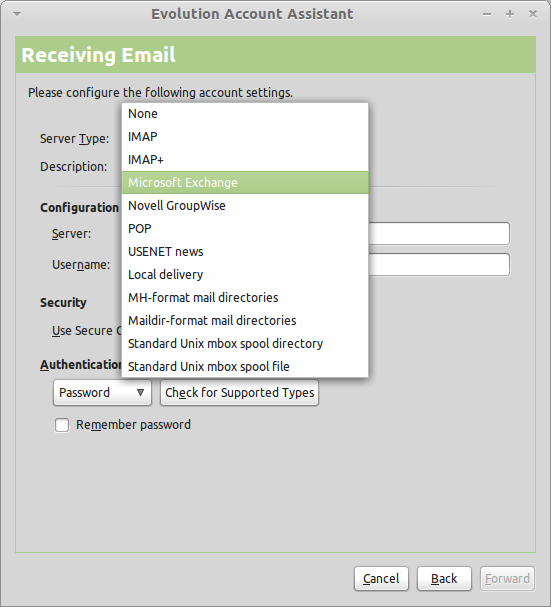 Evolution Account Assistant
Receiving Email
Please configure the following account settings.
None
Server Type:
IMAP
IMAP+
Description:
Microsoft Exchange
Configuration
Novell GroupWise
Server:
POP
USENET news
Username:
Local delivery
MH-format mail directories
Security
Maildir-format mail directories
Use Secure
Standard Unix mbox spool directory
Authentication
Standard Unix mbox spool file
Password
Check for Supported Types
Remember password
Cancel
Back
Forward